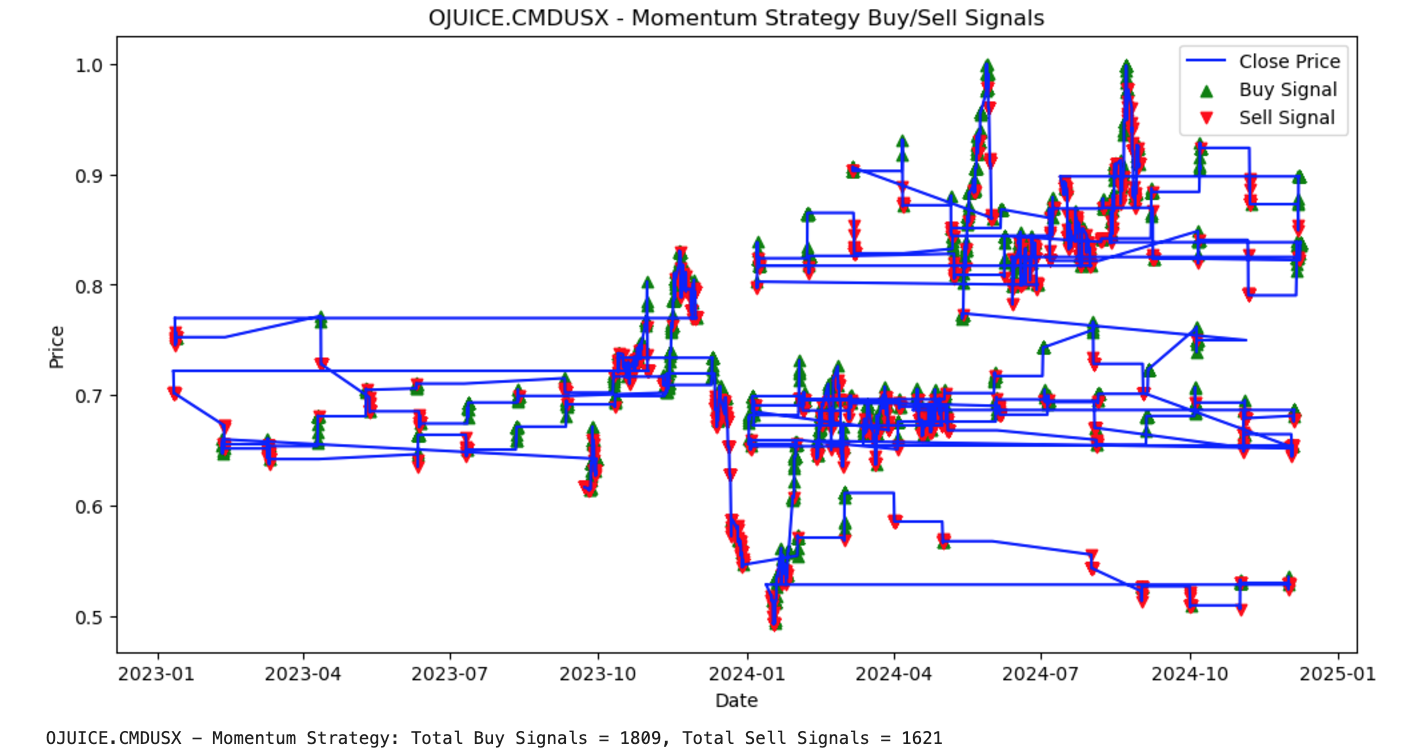 OJUICE.CMDUSX - Momentum Strategy Buy/Sell Signals
Close Price
Buy Signal
Sell Signal
1.0
0.9
0.8
0.7
0.6
0.5
Price
2023-01 2023-04 2023-07 2023-10 2024-01 2024-04 2024-07 2024-10 2025-01
Date
OJUICE.CMDUSX – Momentum Strategy: Total Buy Signals = 1809, Total Sell Signals = 1621